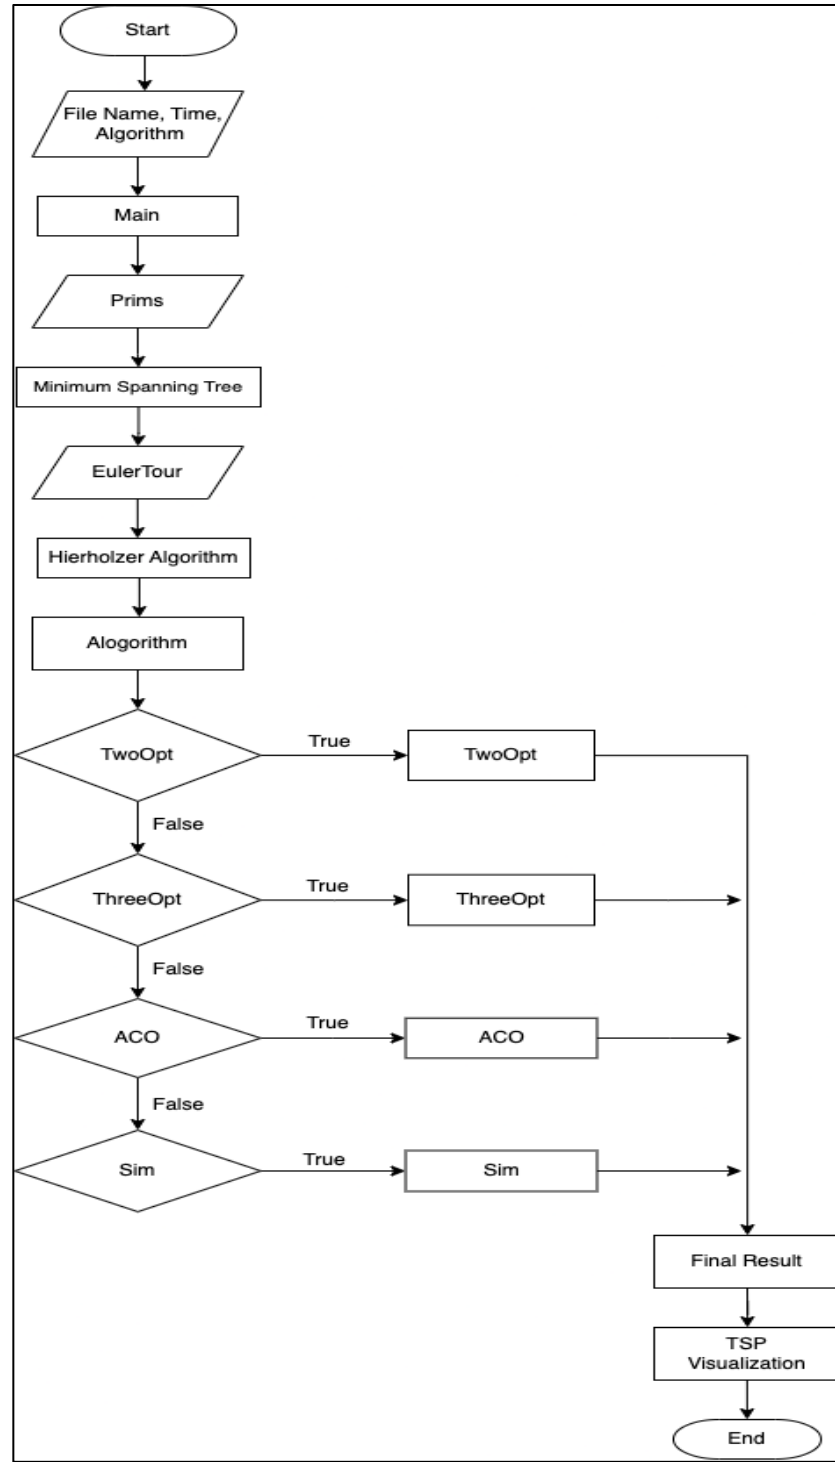 Start
File Name, Time,
Algorithm
Main
Prims
Minimum Spanning Tree
EulerTour
Hierholzer Algorithm
Alogorithm
TwoOpt
True
TwoOpt
False
ThreeOpt
True
ThreeOpt
False
ACO
True
ACO
False
Sim
True
Sim
Final Result
TSP
Visualization
End